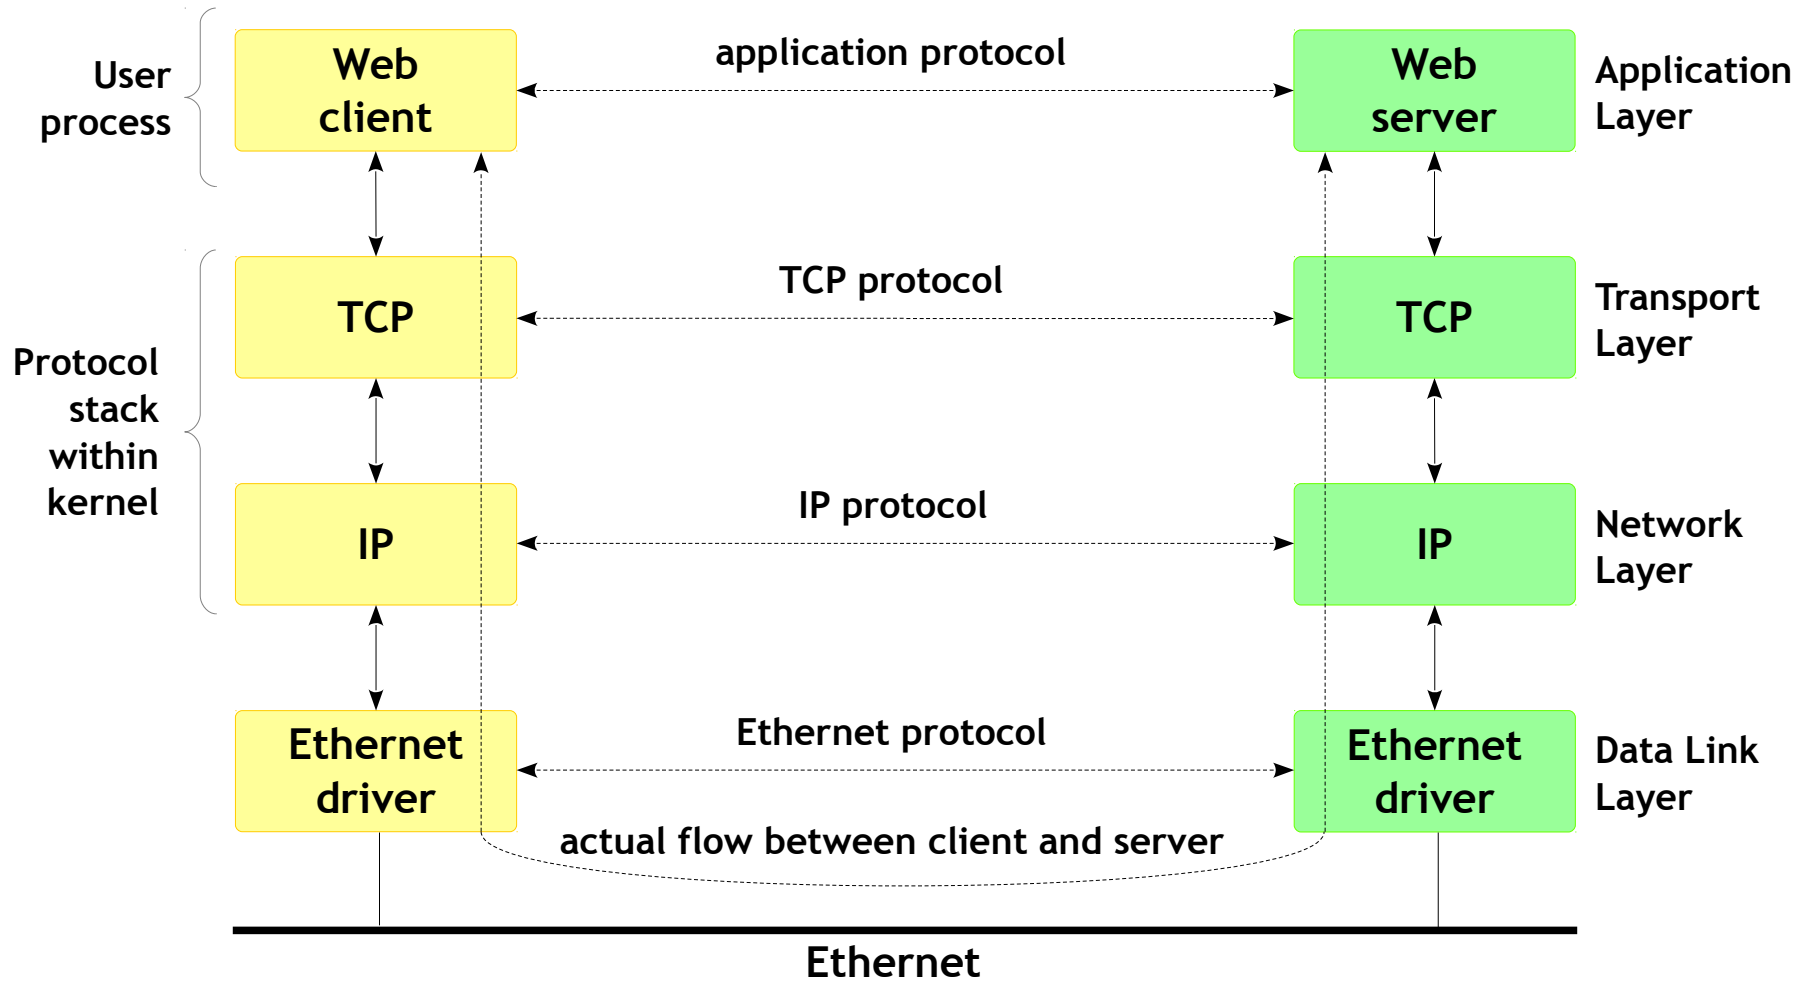 User
process
Web
client
application protocol
Web
server
Application
Layer
Protocol
stack
within
kernel
TCP
TCP protocol
TCP
Transport
Layer
IP
IP protocol
IP
Network
Layer
Ethernet
driver
Ethernet protocol
Ethernet
driver
Data Link
Layer
actual flow between client and server
Ethernet